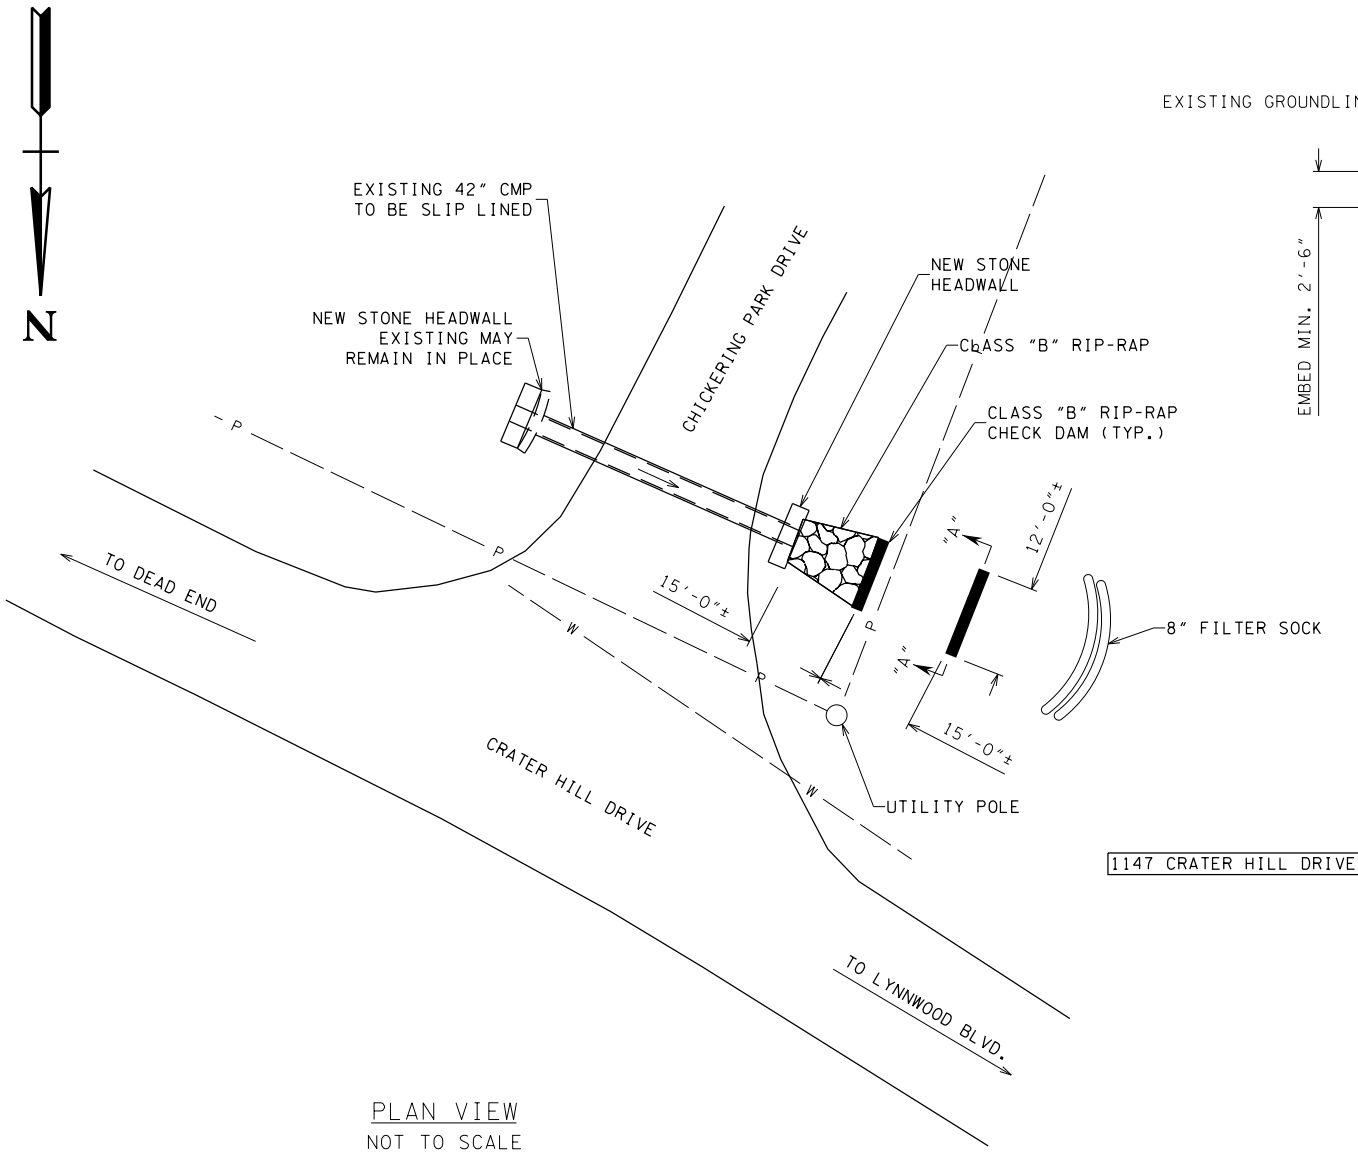 EXISTING GROUNDLIN
EXISTING 42" CMP
TO BE SLIP LINED
CHICKERING PARK DRIVE
NEW STONE
HEADWALL
EMBED MIN. 2'-6"
N
NEW STONE HEADWALL
EXISTING MAY
REMAIN IN PLACE
CLASS "B" RIP-RAP
P
CLASS "B" RIP-RAP
CHECK DAM (TYP.)
P
"A"
12'-0"±
P
TO DEAD END
15'-0"±
W
P
8" FILTER SOCK
"A"
P
15'-0"±
CRATER HILL DRIVE
W
UTILITY POLE
1147 CRATER HILL DRIVE
TO LYNNWOOD BLVD.
PLAN VIEW
NOT TO SCALE